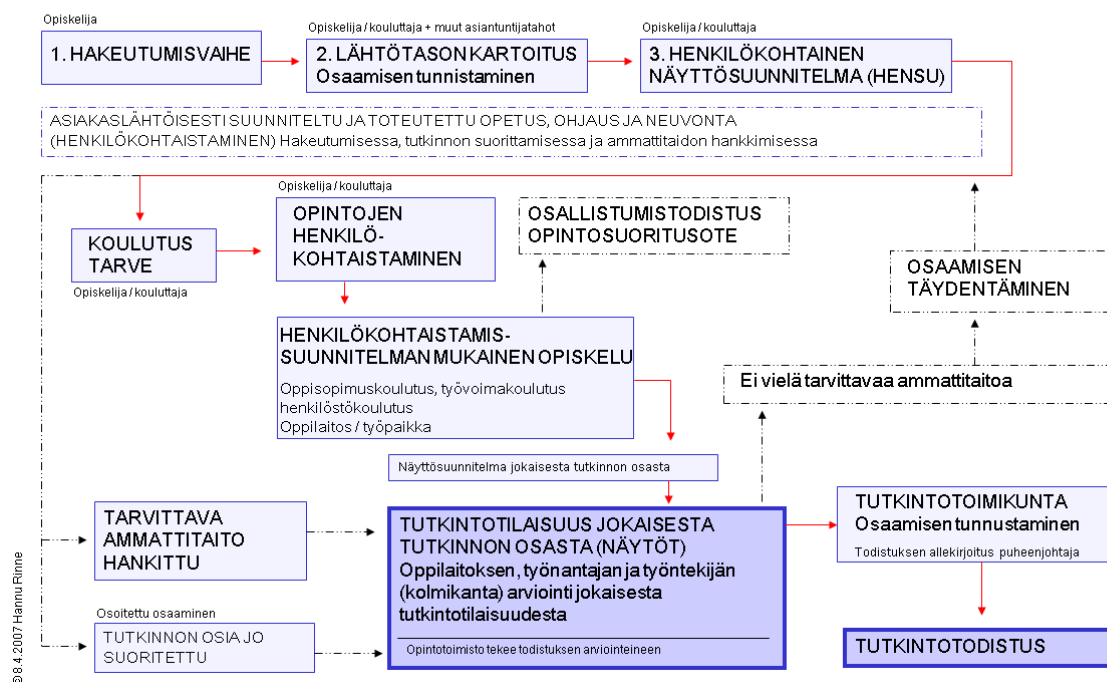 Opiskelija
1. HAKEUTUMISVAIHE
Opiskelija / kouluttaja + muut asiantuntijatahot
2. LÄHTÖTASON KARTOITUS
Osaamisen tunnistaminen
Opiskelija / kouluttaja
3. HENKILÖKOHTAINEN
NÄYTTÖSUUNNITELMA (HENSU)
ASIAKASLÄHTÖISESTI SUUNNITELTU JA TOTEUTETTU OPETUS, OHJAUS JA NEUVONTA
(HENKILÖKOHTAISTAMINEN) Hakeutumisessa, tutkinnon suorittamisessa ja ammattitaidon hankkimisessa
KOULUTUS
TARVE
Opiskelija / kouluttaja
Opiskelija / kouluttaja
OPINTOJEN
HENKILÖ-
KOHTAISTAMINEN
OSALLISTUMISTODISTUS
OPINTOSUORITUSOTE
OSAAMISEN
TÄYDENTÄMINEN
HENKILÖKOHTAISTAMIS-
SUUNNITELMAN MUKAINEN OPISKELU
Oppisopimuskoulutus, työvoimakoulutus
henkilöstökoulutus
Oppilaitos / työpaikka
Ei vielä tarvittavaa ammattitaitoa
Näyttösuunnitelma jokaisesta tutkinnon osasta
TARVITTAVA
AMMATTITAITO
HANKITTU
TUTKINTOTILAISUUS JOKAISESTA
TUTKINNON OSASTA (NÄYTÖT)
Oppilaitoksen, työnantajan ja työntekijän
(kolmikanta) arviointi jokaisesta
tutkintotilaisuudesta
Opintotoimisto tekee todistuksen arviointeineen
TUTKINTOTOIMIKUNTA
Osaamisen tunnustaminen
Todistuksen allekirjoitus puheenjohtaja
Osoitettu osaaminen
TUTKINNON OSIA JO
SUORITETTU
TUTKINTOTODISTUS
© 8.4.2007 Hannu Rinne